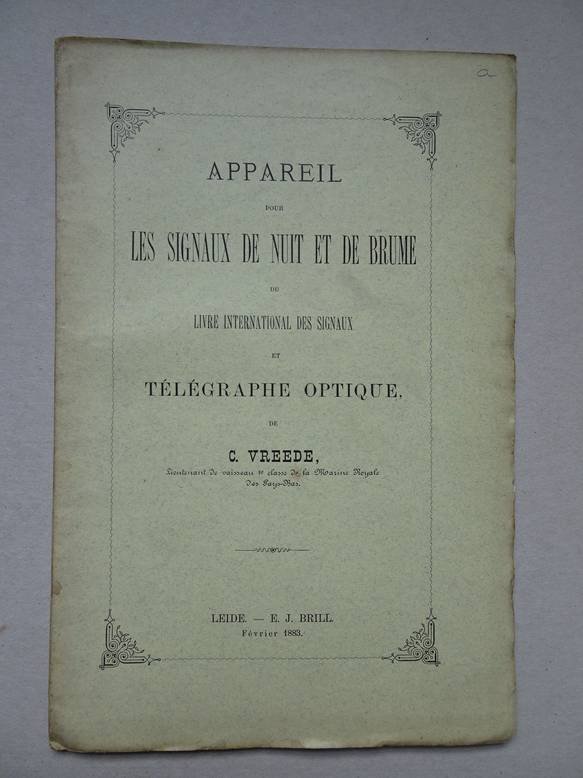 a
APPAREIL
POUR
LES SIGNAUX DE NUIT ET DE BRUME
DU
LIVRE INTERNATIONAL DES SIGNAUX
ET
TÉLÉGRAPHE OPTIQUE,
DE
C. VREEDE,
Lieutenant de vaisseau 1e classe de la Marine Royale
des Pays-Bas.
LEIDE. — E. J. BRILL.
Février 1883.